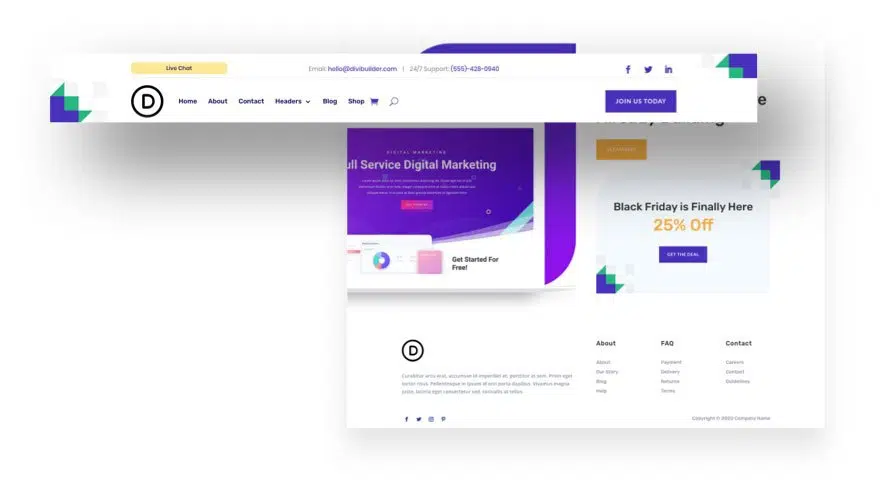 Live Chat
Email: hello@divibuilder.com | 24/7 Support: (555)-428-0940
D
Home About Contact Headers Blog Shop
JOIN US TODAY
Already Building
DIGITAL MARKETING
ull Service Digital Marketing
Get Started For
Free!
Black Friday is Finally Here
25% Off
GET THE DEAL
D
Curabitur arcu erat, accumsan id imperdiet et, porttitor at sem. Proin eget
tortor risus. Pellentesque in ipsum id orci porta dapibus. Vivamus magna
justo, lacinia eget consectetur sed, convallis at tellus.
About
About
Our Story
Blog
Help
FAQ
Payment
Delivery
Returns
Terms
Contact
Careers
Contact
Guidelines
Copyright © 2020 Company Name